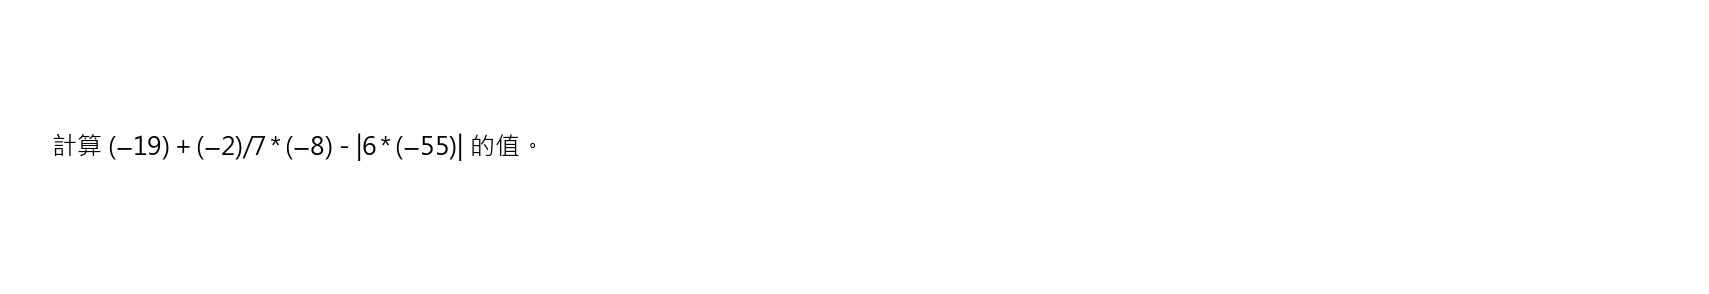 計算 (−19) + (−2)/7 * (−8) - |6 * (−55)| 的值。